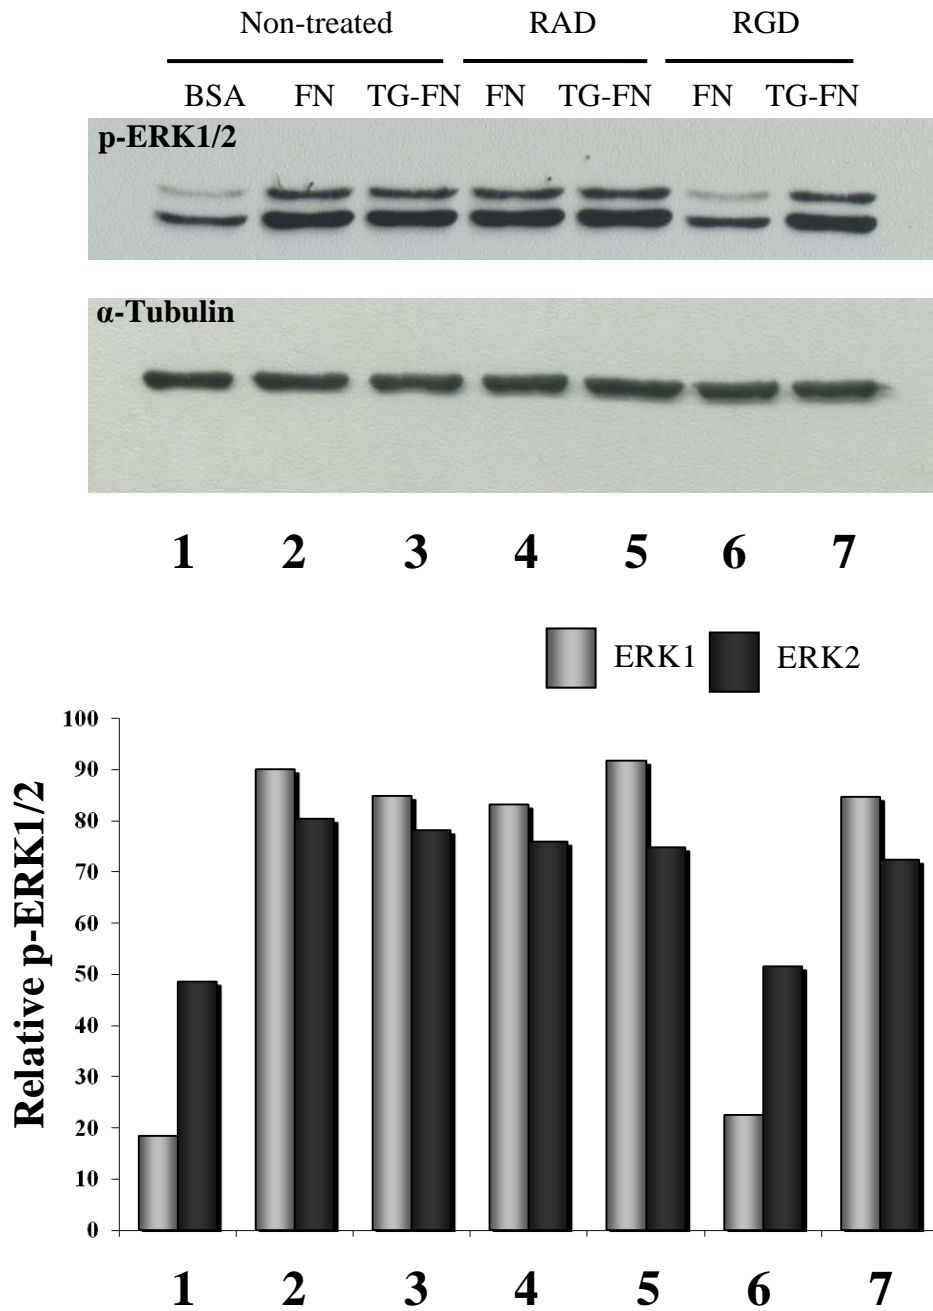 Non-treated RAD RGD
BSA FN TG-FN FN TG-FN FN TG-FN
p-ERK1/2
α-Tubulin
1 2 3 4 5 6 7
ERK1 ERK2
Relative p-ERK1/2
100
90
80
70
60
50
40
30
20
10
0
1 2 3 4 5 6 7